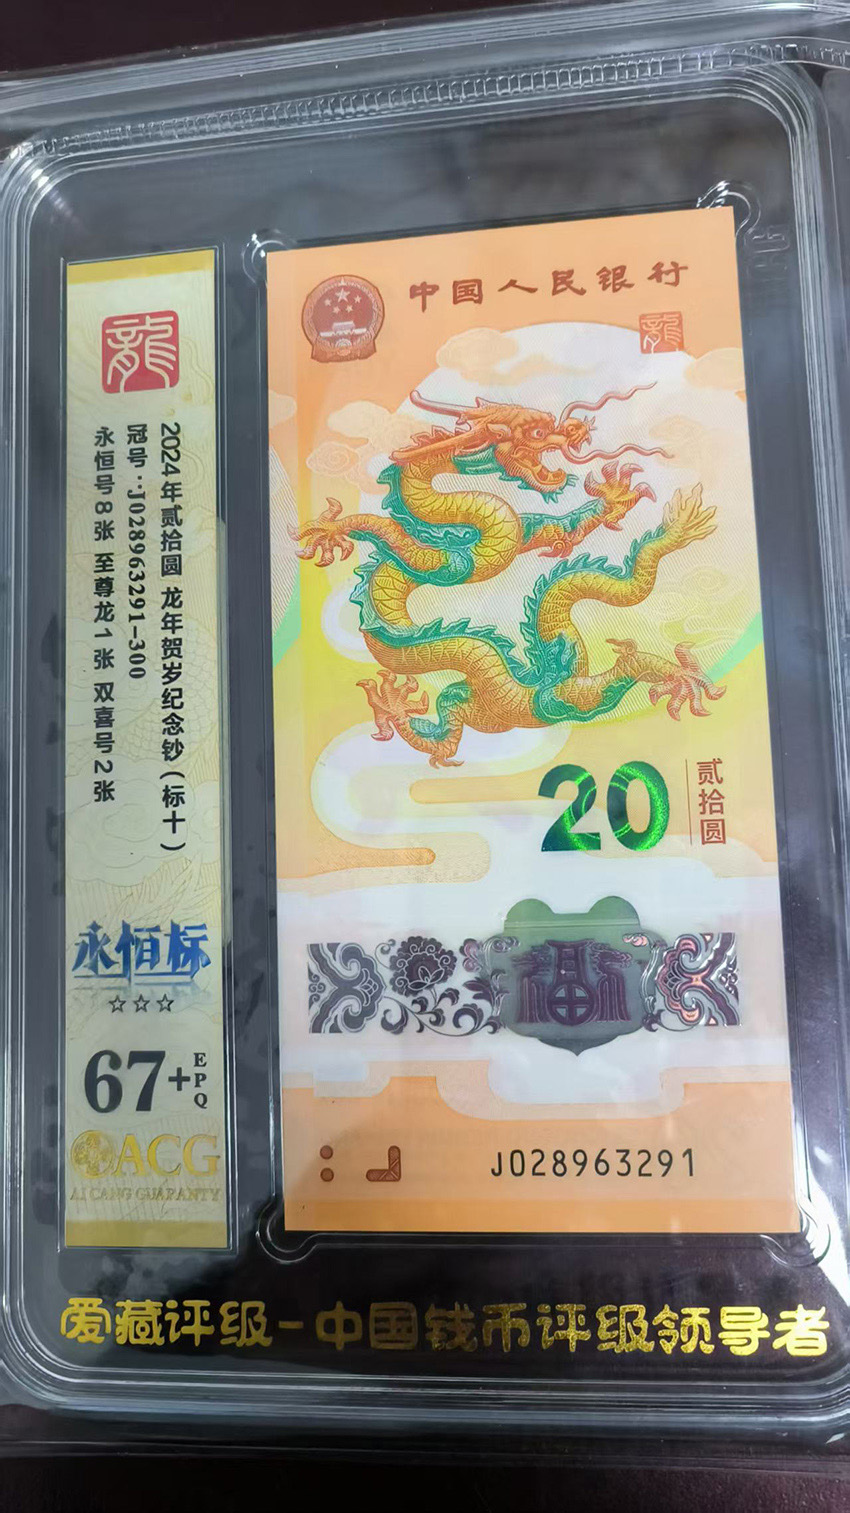 龍
2024年贰拾圆 龙年贺岁纪念钞(标十)
冠号:J028963291-300
永恒号8张 至尊龙1张 双喜号2张
永恒标
☆☆☆
67+EPQ
ACG
AI CANG GUARANTY
中国人民银行
龍
20
贰拾圆
福
J028963291
爱藏评级-中国钱币评级领导者